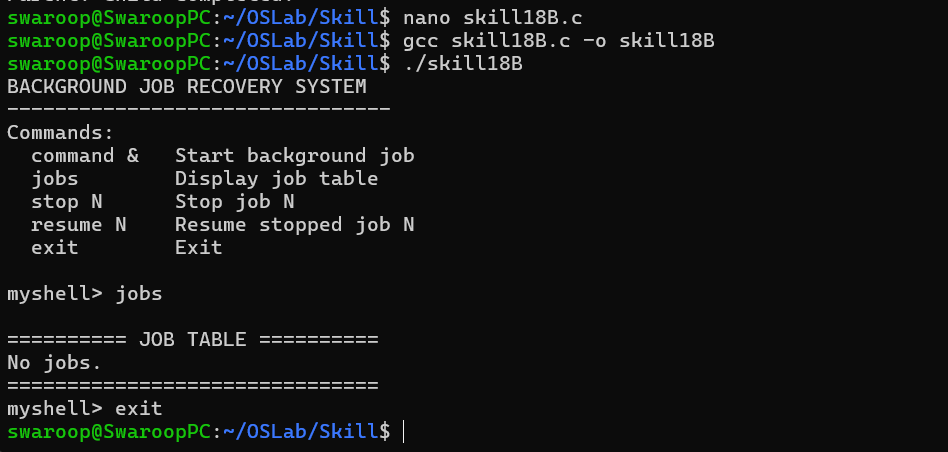 swaroop@SwaroopPC:~/OSLab/Skill$ nano skill18B.c
swaroop@SwaroopPC:~/OSLab/Skill$ gcc skill18B.c -o skill18B
swaroop@SwaroopPC:~/OSLab/Skill$ ./skill18B
BACKGROUND JOB RECOVERY SYSTEM
--------------------------------
Commands:
  command &   Start background job
  jobs        Display job table
  stop N      Stop job N
  resume N    Resume stopped job N
  exit        Exit

myshell> jobs

========== JOB TABLE ==========
No jobs.
===============================
myshell> exit
swaroop@SwaroopPC:~/OSLab/Skill$